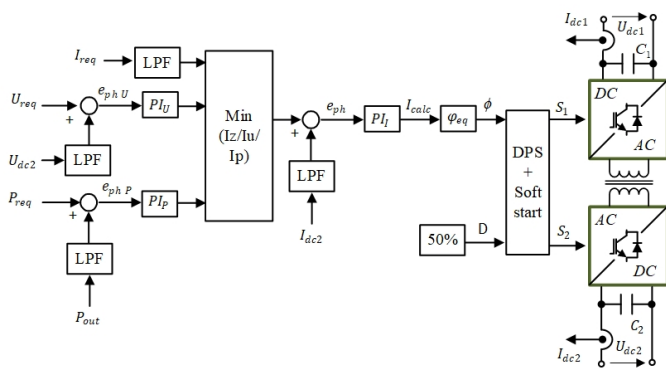 I_req
LPF
U_req
+
e_ph U
PI_U
U_dc2
LPF
P_req
+
e_ph P
PI_P
LPF
P_out
Min
(Iz/Iu/
Ip)
+
e_ph
PI_I
I_calc
φ_eq
ϕ
LPF
I_dc2
50%
D
DPS
+
Soft
start
S_1
S_2
I_dc1
U_dc1
C_1
DC
AC
AC
DC
C_2
U_dc2
I_dc2